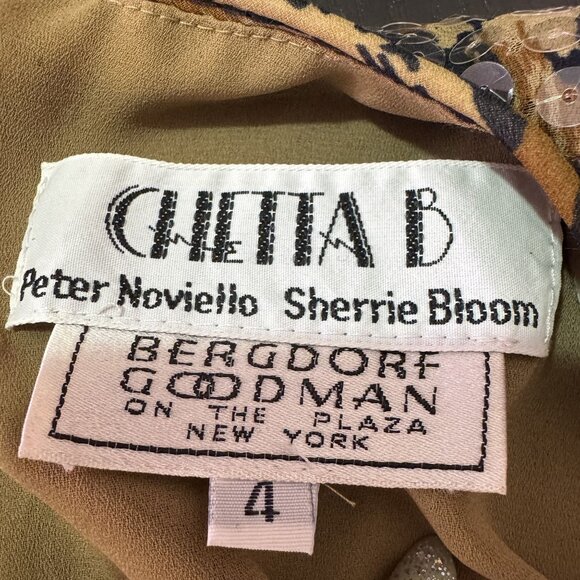 CHETTA B
Peter Noviello Sherrie Bloom
BERGDORF
GOODMAN
ON THE PLAZA
NEW YORK
4